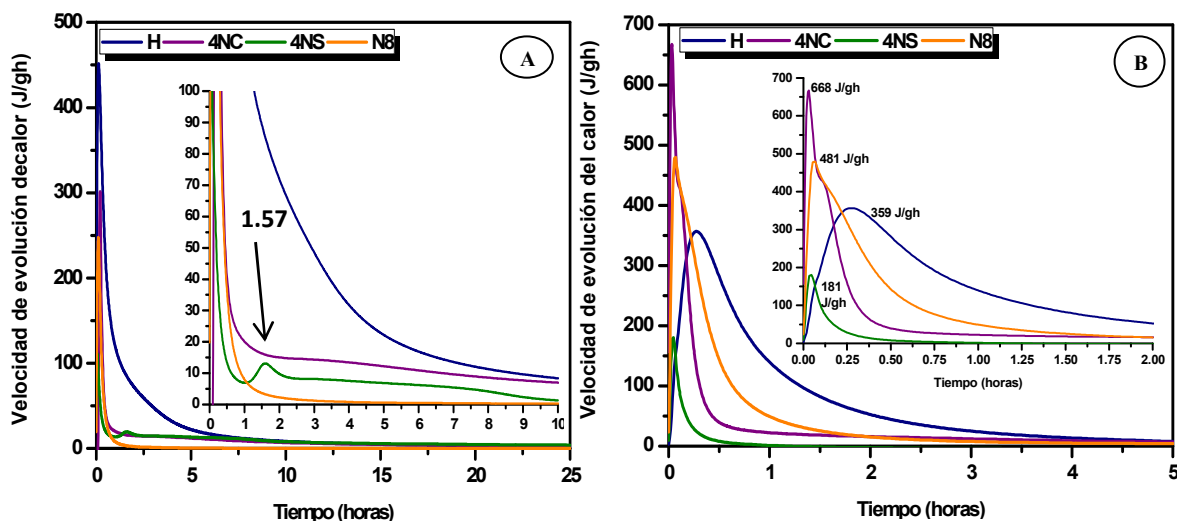 Velocidad de evolución decalor (J/gh)
500
400
300
200
100
0
H 4NC 4NS N8
A
100
90
80
70
60
50
40
30
20
10
0
1.57
0 1 2 3 4 5 6 7 8 9 10
0 5 10 15 20 25
Tiempo (horas)
Velocidad de evolución del calor (J/gh)
700
600
500
400
300
200
100
0
H 4NC 4NS N8
B
700
600
500
400
300
200
100
0
668 J/gh
481 J/gh
359 J/gh
181
J/gh
0.00 0.25 0.50 0.75 1.00 1.25 1.50 1.75 2.00
Tiempo (horas)
0 1 2 3 4 5
Tiempo (horas)